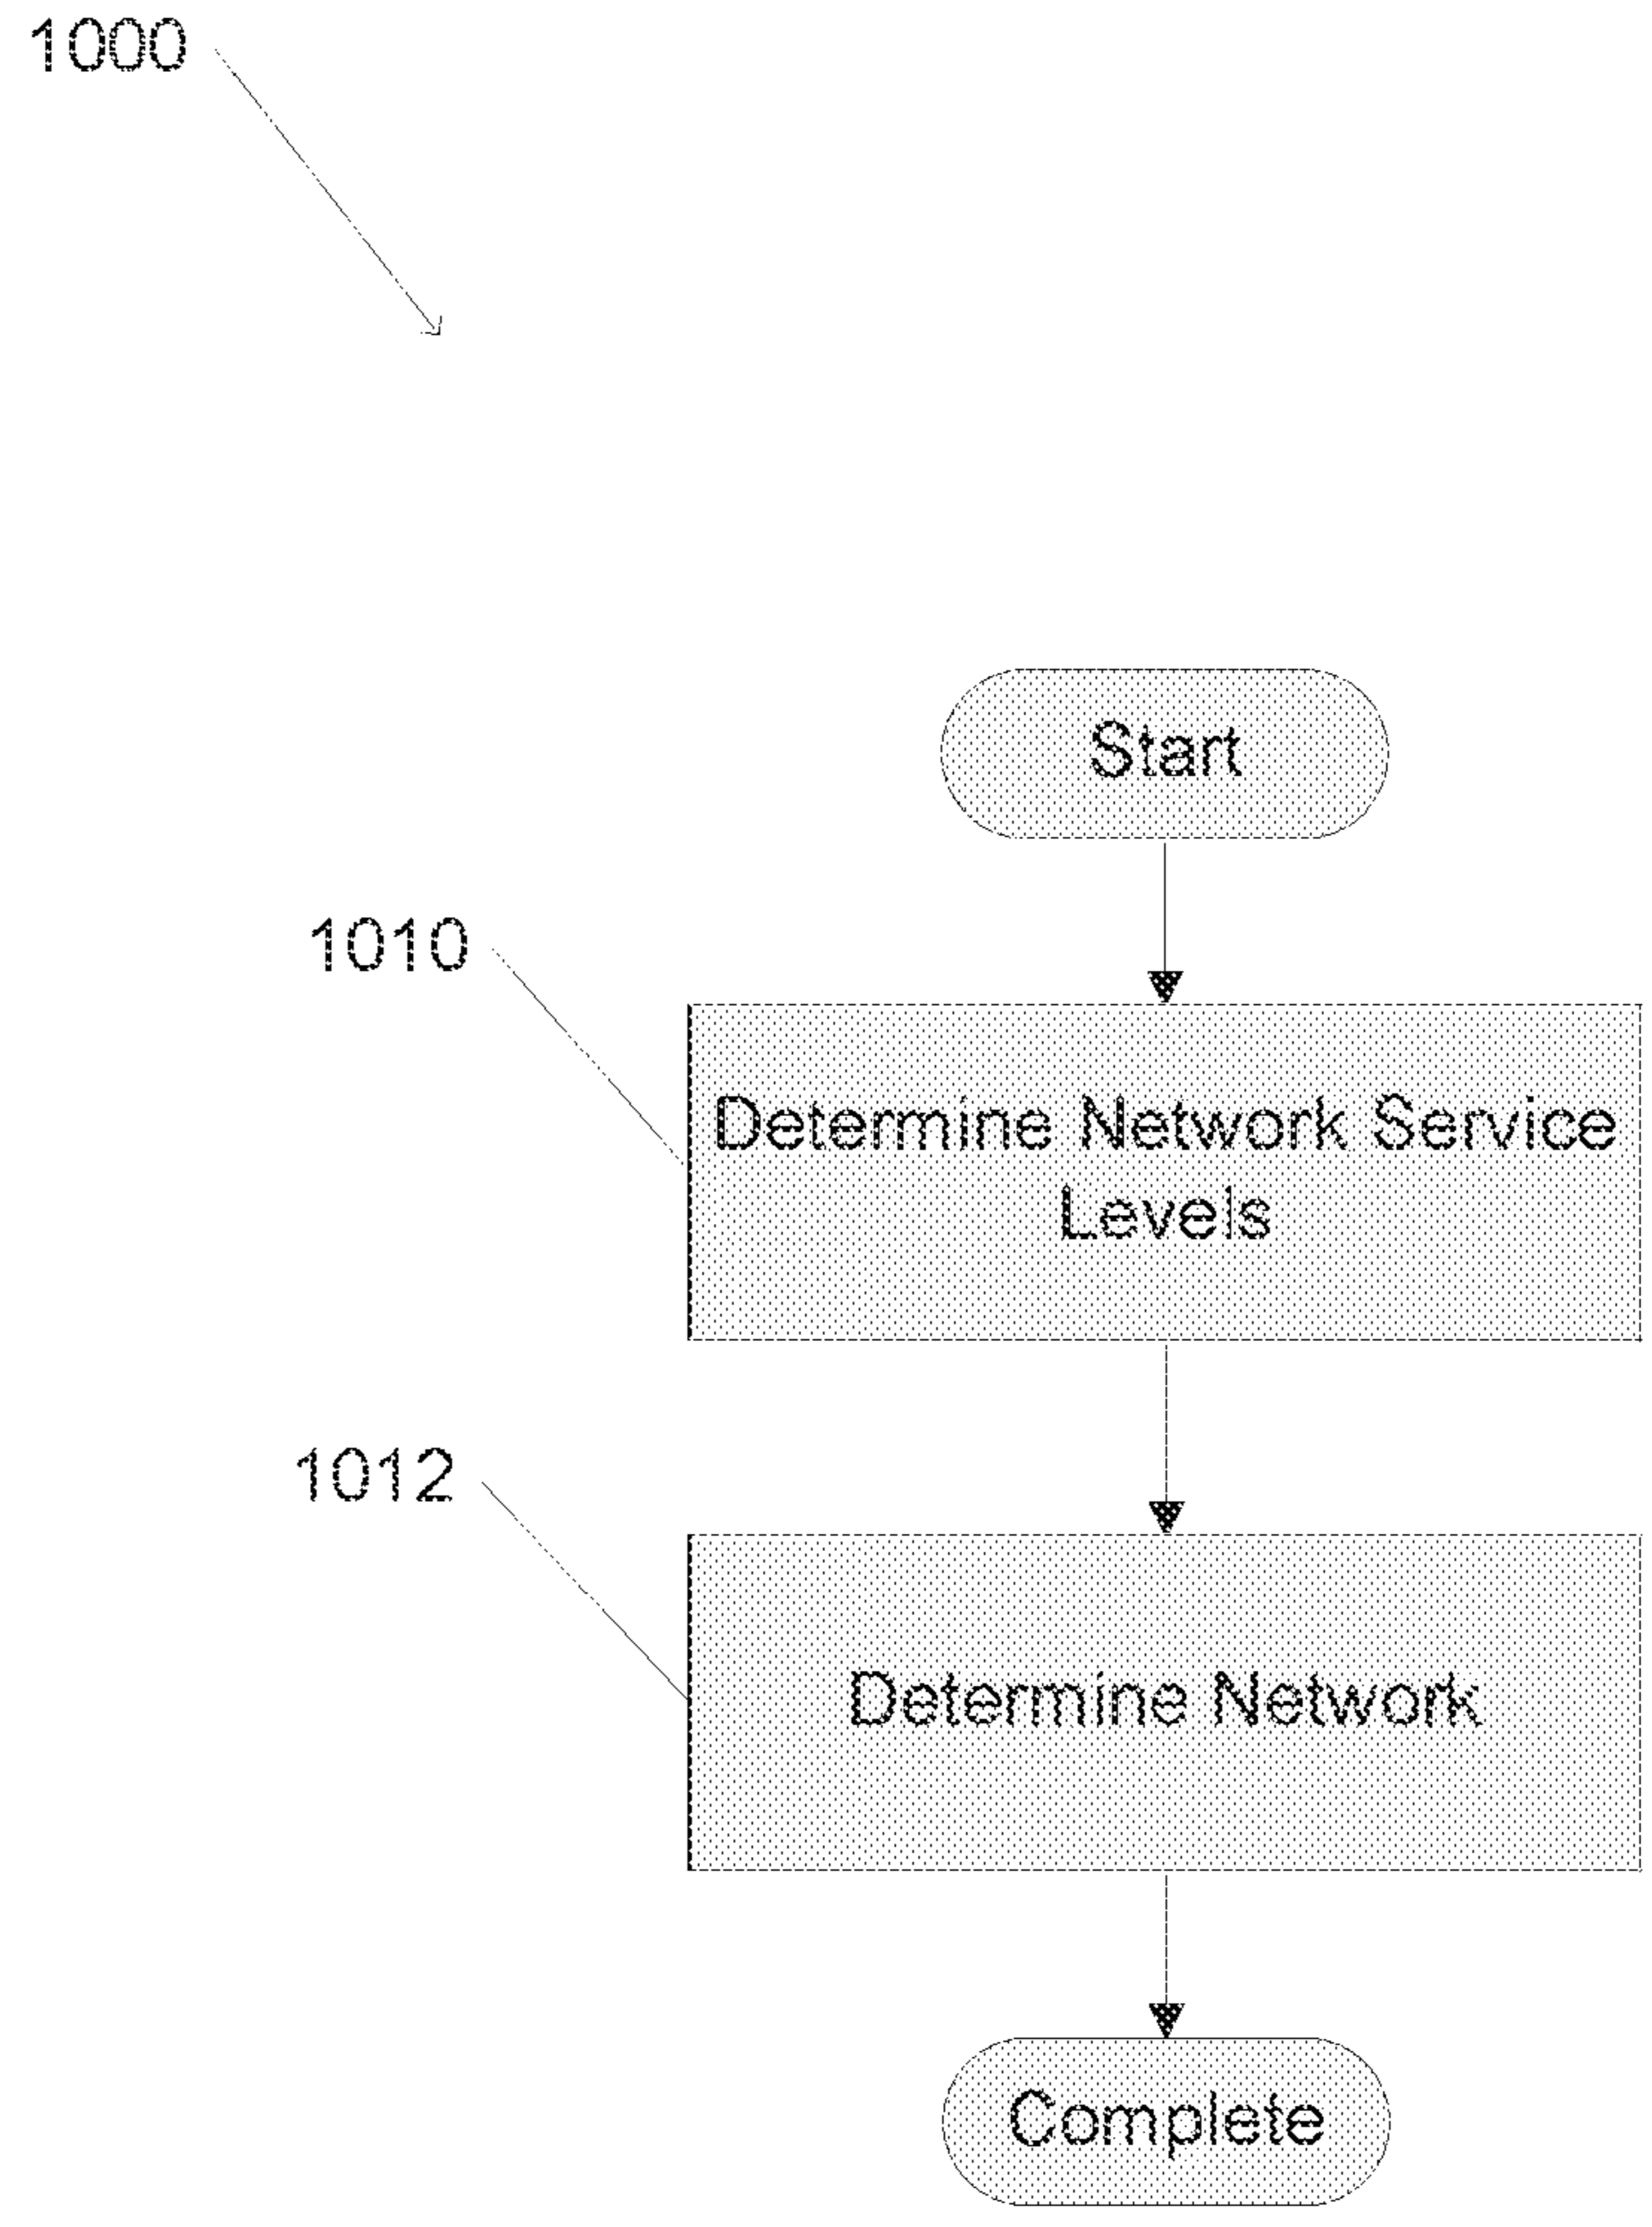 1000
Start
1010
Determine Network Service
Levels
1012
Determine Network
Complete